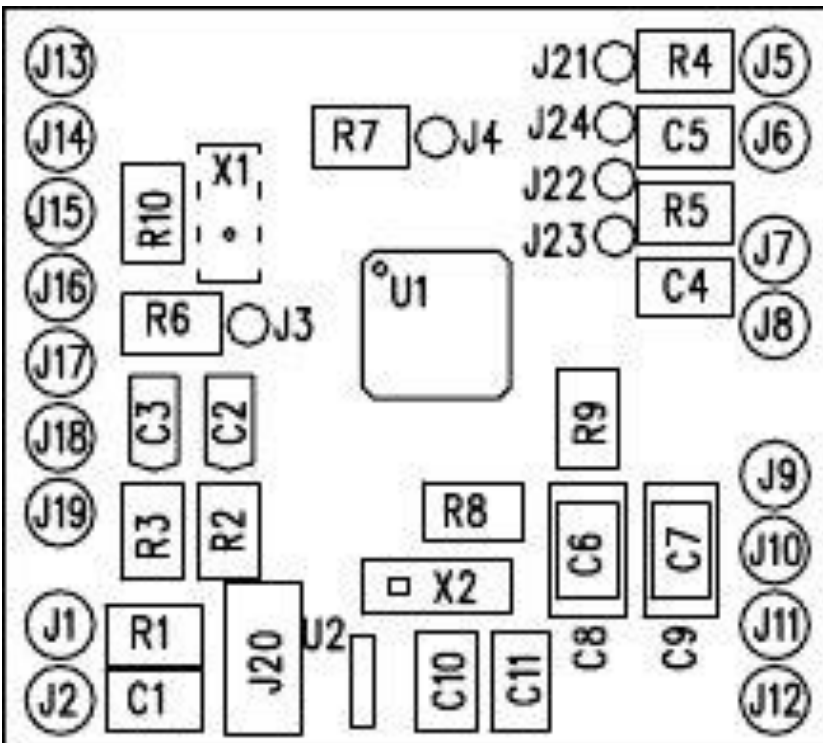 J13 J21 R4 J5
J14 R7 J4 J24 C5 J6
X1 J22
J15 R10 J23 R5 J7
J16 U1 C4
R6 J3 J8
J17
J18 C3 C2 R9
J9
J19 R3 R2 R8 C6 C7 J10
X2
J1 R1 U2 C8 C9 J11
J2 C1 J20 C10 C11 J12